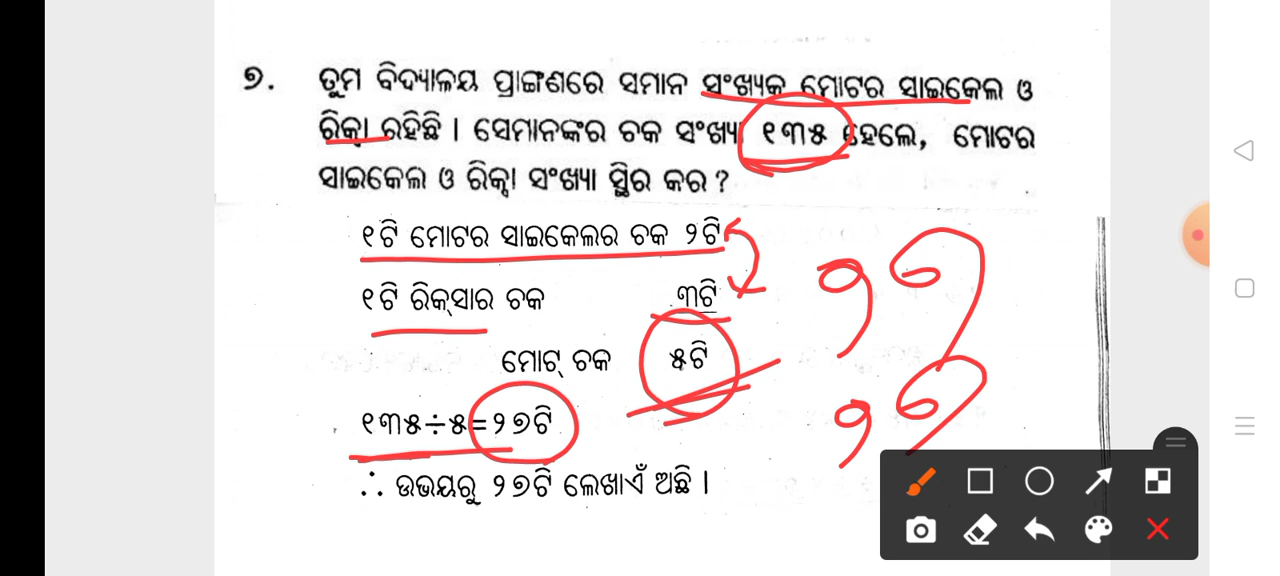 ୭. ତୁମ ବିଦ୍ୟାଳୟ ପ୍ରାଙ୍ଗଣରେ ସମାନ ସଂଖ୍ୟକ ମୋଟର ସାଇକେଲ ଓ
ରିକ୍ସା ରହିଛି । ସେମାନଙ୍କର ଚକ ସଂଖ୍ୟା ୧୩୫ ହେଲେ, ମୋଟର
ସାଇକେଲ ଓ ରିକ୍ସା ସଂଖ୍ୟା ସ୍ଥିର କର ?
୧ଟି ମୋଟର ସାଇକେଲର ଚକ ୨ଟି
୧ଟି ରିକ୍‌ସାର ଚକ ୩ଟି
ମୋଟ୍ ଚକ ୫ଟି
୧୩୫÷୫=୨୭ଟି
∴ ଉଭୟରୁ ୨୭ଟି ଲେଖାଏଁ ଅଛି ।
୨୭
୨୭